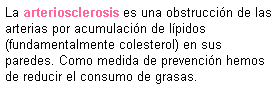 La arteriosclerosis es una obstrucción de las
arterias por acumulación de lípidos
(fundamentalmente colesterol) en sus
paredes. Como medida de prevención hemos
de reducir el consumo de grasas.